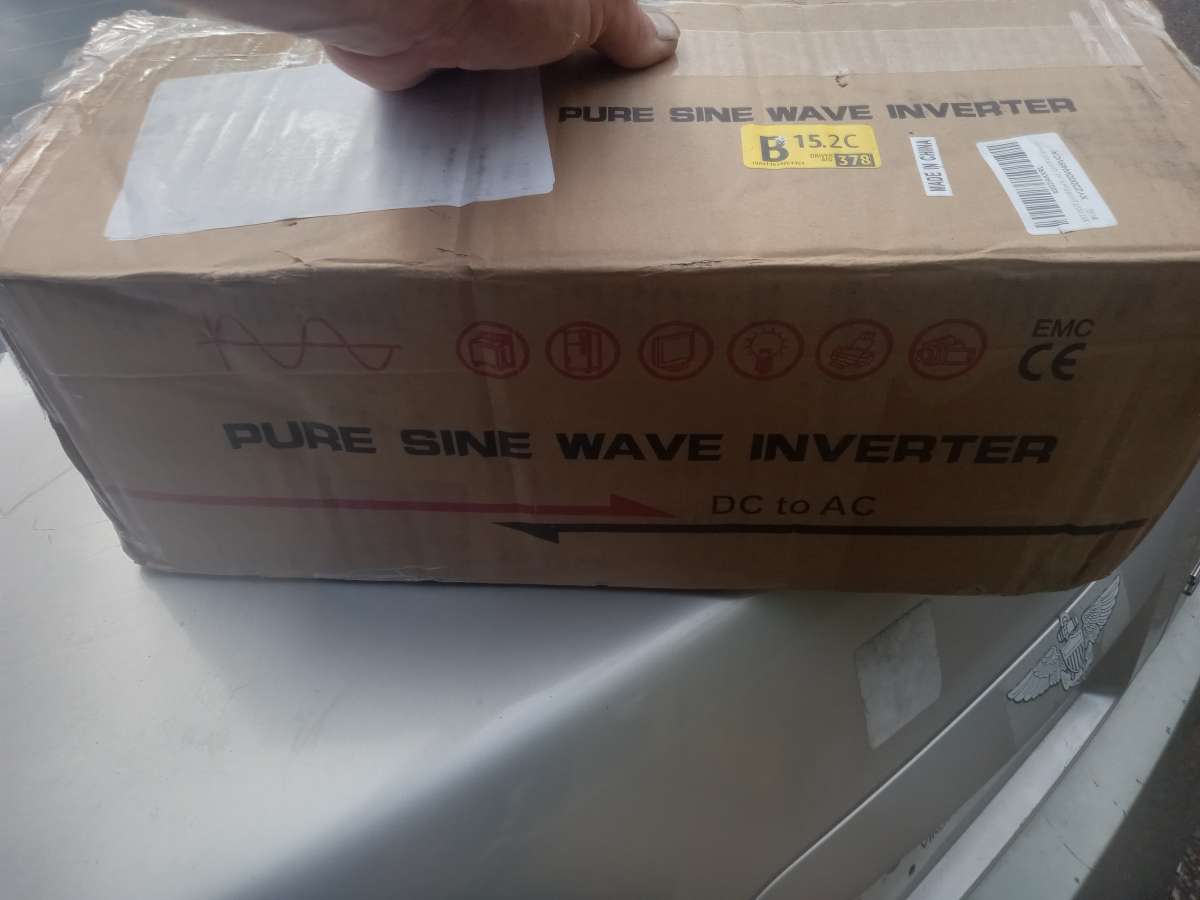 PURE SINE WAVE INVERTER
B 15.2C
378
MADE IN CHINA
EMC
CE
PURE SINE WAVE INVERTER
DC to AC